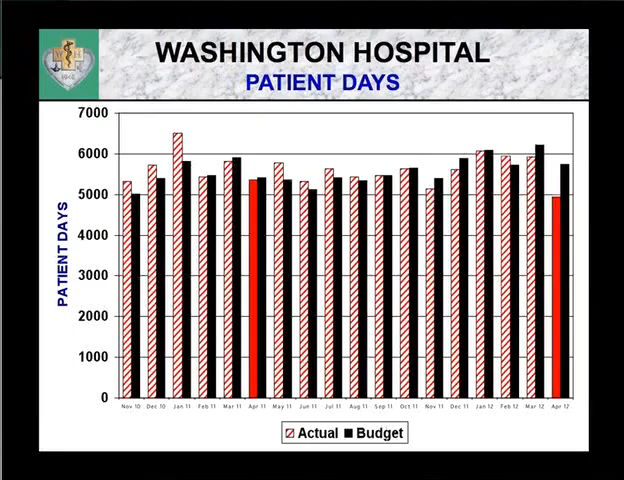 WASHINGTON HOSPITAL
PATIENT DAYS
W H
1948
7000
6000
5000
4000
3000
2000
1000
0
PATIENT DAYS
Nov 10 Dec 10 Jan 11 Feb 11 Mar 11 Apr 11 May 11 Jun 11 Jul 11 Aug 11 Sep 11 Oct 11 Nov 11 Dec 11 Jan 12 Feb 12 Mar 12 Apr 12
Actual Budget